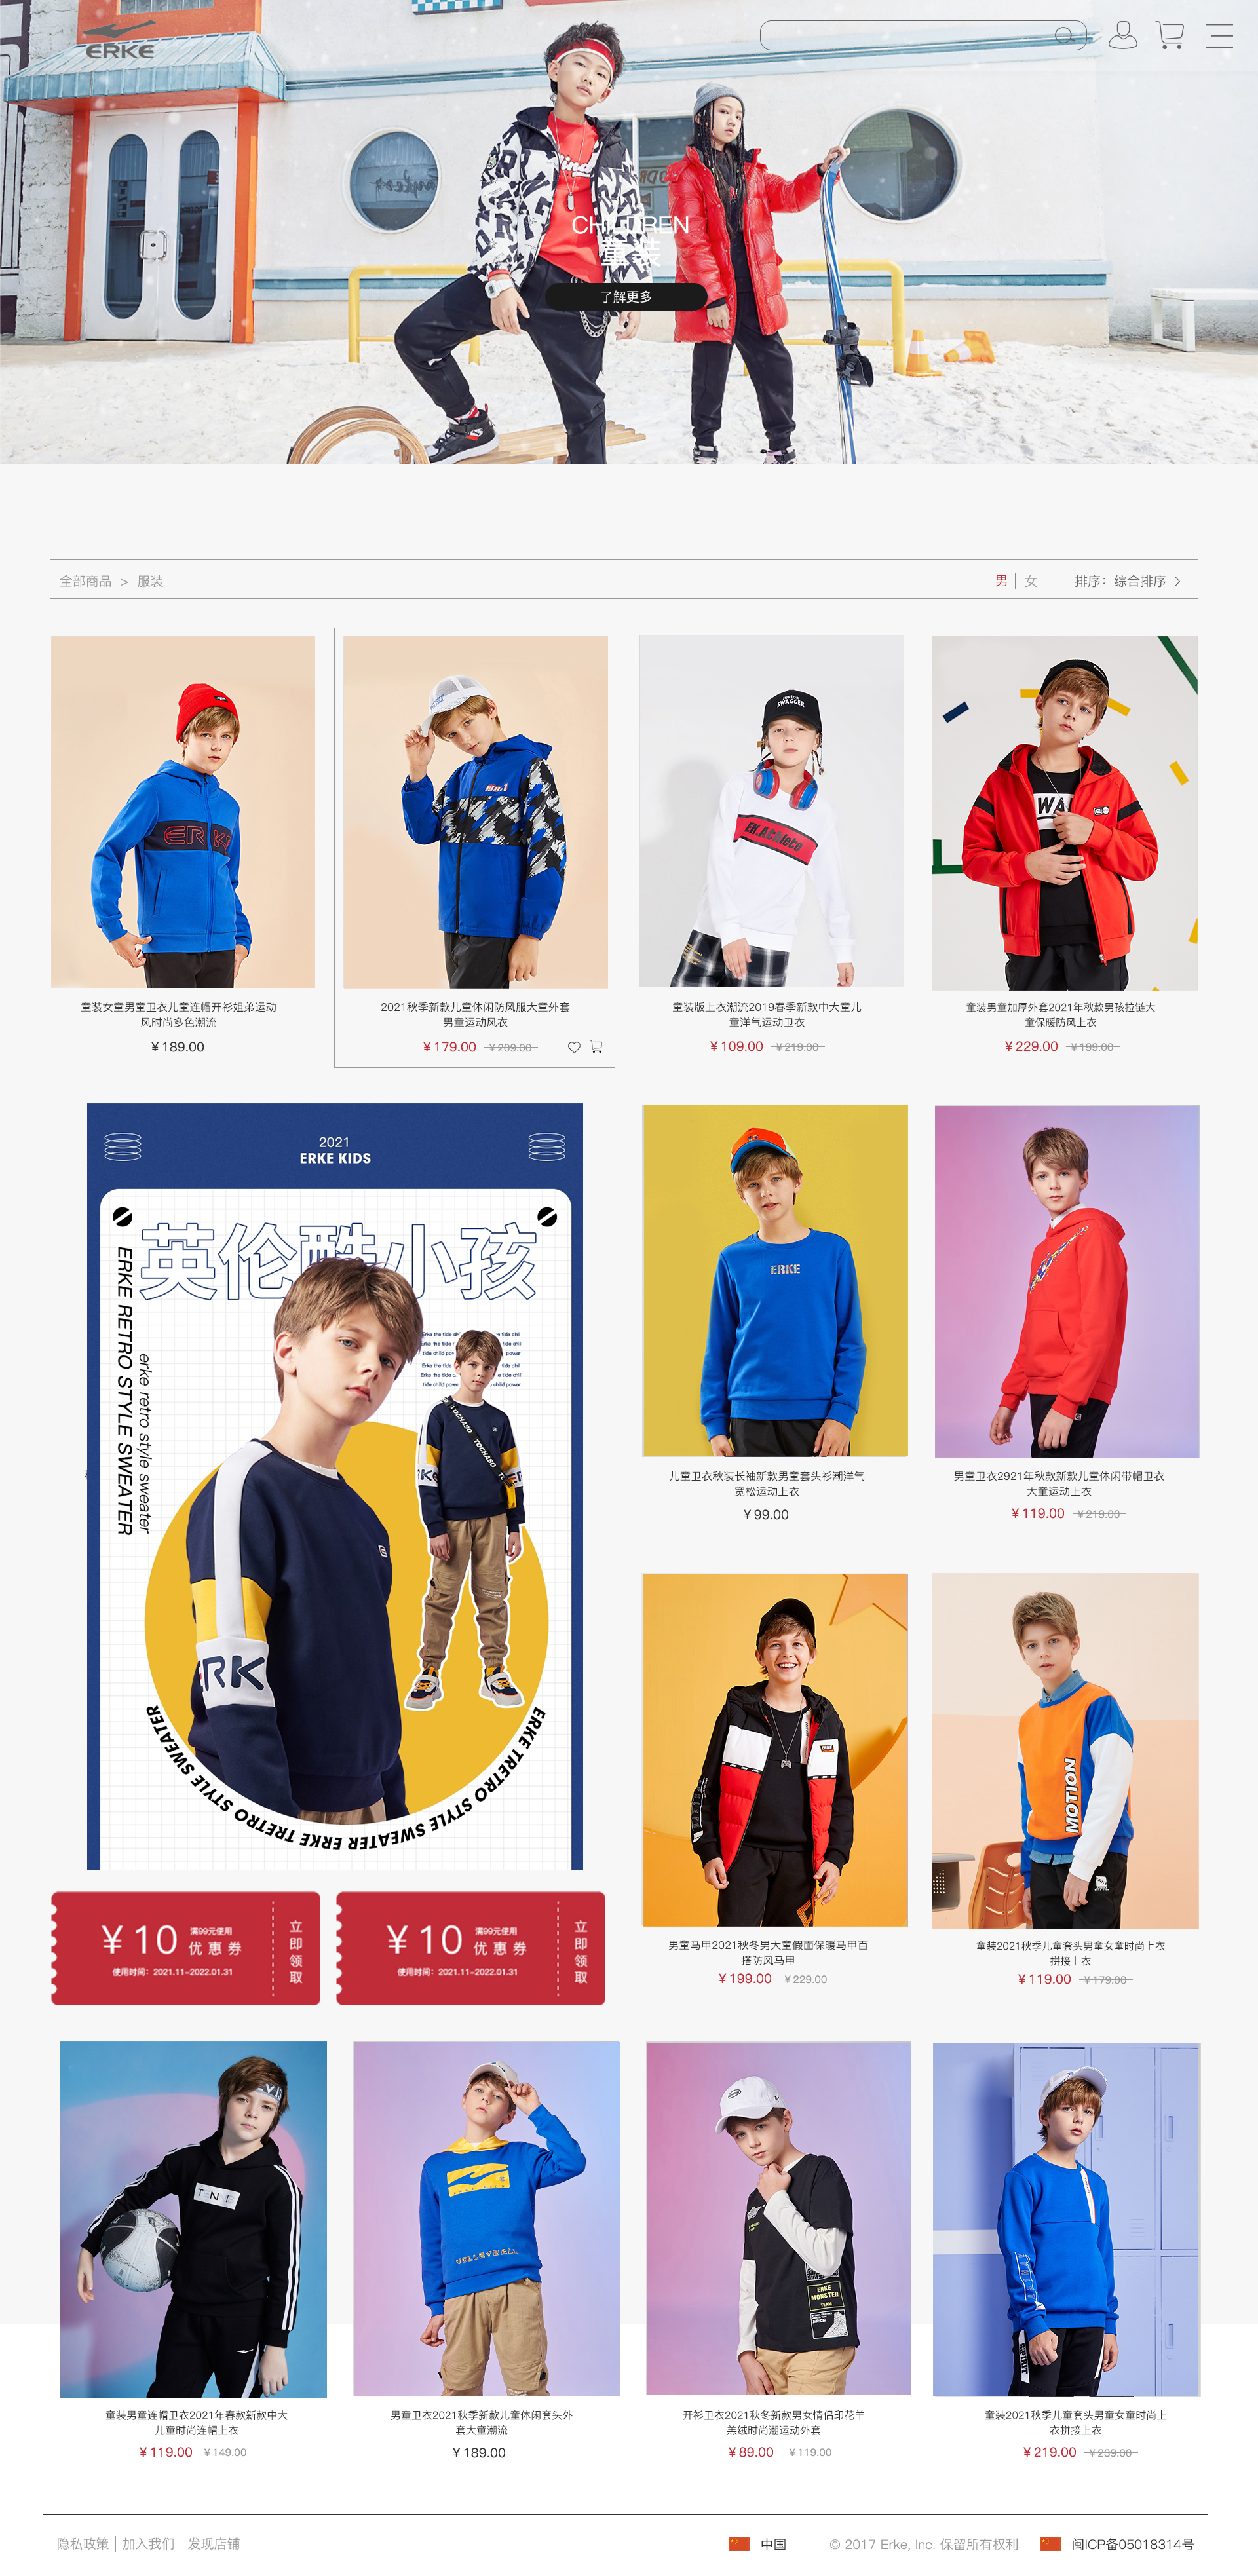 ERKE
CHILDREN
童装
了解更多
全部商品 > 服装
男 | 女
排序：综合排序 >
ERKE
SWAGGER
EK.Athlete
童装女童男童卫衣儿童连帽开衫姐弟运动
风时尚多色潮流
¥189.00
2021秋季新款儿童休闲防风服大童外套
男童运动风衣
¥179.00 ¥209.00
童装版上衣潮流2019春季新款中大童儿
童洋气运动卫衣
¥109.00 ¥219.00
童装男童加厚外套2021年秋款男孩拉链大
童保暖防风上衣
¥229.00 ¥199.00
2021
ERKE KIDS
英伦酷小孩
ERKE RETRO STYLE SWEATER
erke retro style sweater
TOCHASO
TOCHASO
ERKE TRETRO STYLE SWEATER ERKE TRETRO STYLE SWEATER
¥10
满99元使用
优惠券
使用时间：2021.11-2022.01.31
立即领取
¥10
满99元使用
优惠券
使用时间：2021.11-2022.01.31
立即领取
ERKE
儿童卫衣秋装长袖新款男童套头衫潮洋气
宽松运动上衣
¥99.00
男童卫衣2921年秋款新款儿童休闲带帽卫衣
大童运动上衣
¥119.00 ¥219.00
MOTION
男童马甲2021秋冬男大童假面保暖马甲百
搭防风马甲
¥199.00 ¥229.00
童装2021秋季儿童套头男童女童时尚上衣
拼接上衣
¥119.00 ¥179.00
VOLLEYBALL
ERKE
MONSTER
TEAM
童装男童连帽卫衣2021年春款新款中大
儿童时尚连帽上衣
¥119.00 ¥149.00
男童卫衣2021秋季新款儿童休闲套头外
套大童潮流
¥189.00
开衫卫衣2021秋冬新款男女情侣印花羊
羔绒时尚潮运动外套
¥89.00 ¥119.00
童装2021秋季儿童套头男童女童时尚上
衣拼接上衣
¥219.00 ¥239.00
隐私政策 | 加入我们 | 发现店铺
中国
© 2017 Erke, Inc. 保留所有权利
闽ICP备05018314号